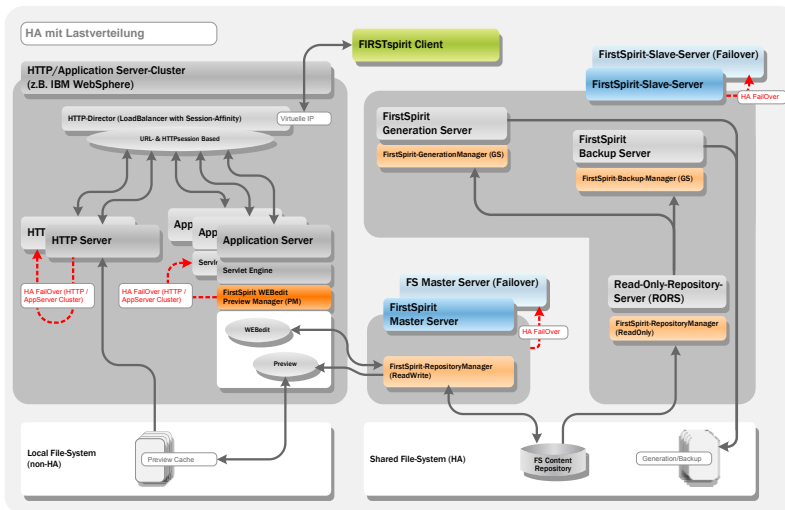 HA mit Lastverteilung
FIRSTspirit Client
FirstSpirit-Slave-Server (Failover)
FirstSpirit-Slave-Server
HA FailOver
HTTP/Application Server-Cluster
(z.B. IBM WebSphere)
HTTP-Director (LoadBalancer with Session-Affinity)
Virtuelle IP
URL- & HTTPsession Based
FirstSpirit
Generation Server
FirstSpirit-GenerationManager (GS)
FirstSpirit
Backup Server
FirstSpirit-Backup-Manager (GS)
HTT
HTTP Server
App
App
Application Server
Servl
Servlet Engine
HA FailOver (HTTP /
AppServer Cluster)
HA FailOver (HTTP /
AppServer Cluster)
FirstSpirit WEBedit
Preview Manager (PM)
WEBedit
Preview
FS Master Server (Failover)
FirstSpirit
Master Server
HA FailOver
FirstSpirit-RepositoryManager
(ReadWrite)
Read-Only-Repository-
Server (RORS)
FirstSpirit-RepositoryManager
(ReadOnly)
Local File-System
(non-HA)
Preview Cache
Shared File-System (HA)
FS Content
Repository
Generation/Backup